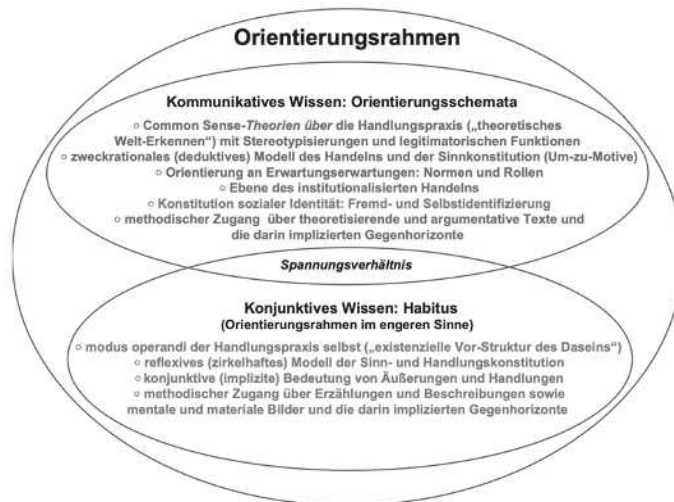 Orientierungsrahmen
Kommunikatives Wissen: Orientierungsschemata
○ Common Sense-Theorien über die Handlungspraxis („theoretisches
Welt-Erkennen“) mit Stereotypisierungen und legitimatorischen Funktionen
○ zweckrationales (deduktives) Modell des Handelns und der Sinnkonstitution (Um-zu-Motive)
○ Orientierung an Erwartungserwartungen: Normen und Rollen
○ Ebene des institutionalisierten Handelns
○ Konstitution sozialer Identität: Fremd- und Selbstidentifizierung
○ methodischer Zugang über theoretisierende und argumentative Texte und
die darin implizierten Gegenhorizonte
Spannungsverhältnis
Konjunktives Wissen: Habitus
(Orientierungsrahmen im engeren Sinne)
○ modus operandi der Handlungspraxis selbst („existenzielle Vor-Struktur des Daseins“)
○ reflexives (zirkelhaftes) Modell der Sinn- und Handlungskonstitution
○ konjunktive (implizite) Bedeutung von Äußerungen und Handlungen
○ methodischer Zugang über Erzählungen und Beschreibungen sowie
mentale und materiale Bilder und die darin implizierten Gegenhorizonte